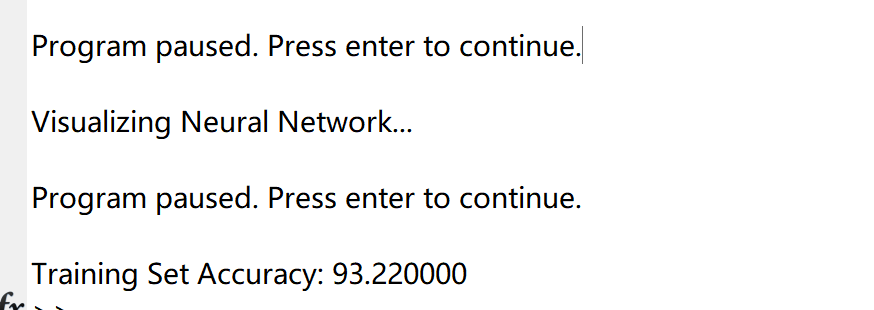 Program paused. Press enter to continue.
Visualizing Neural Network...
Program paused. Press enter to continue.
Training Set Accuracy: 93.220000
fx >>